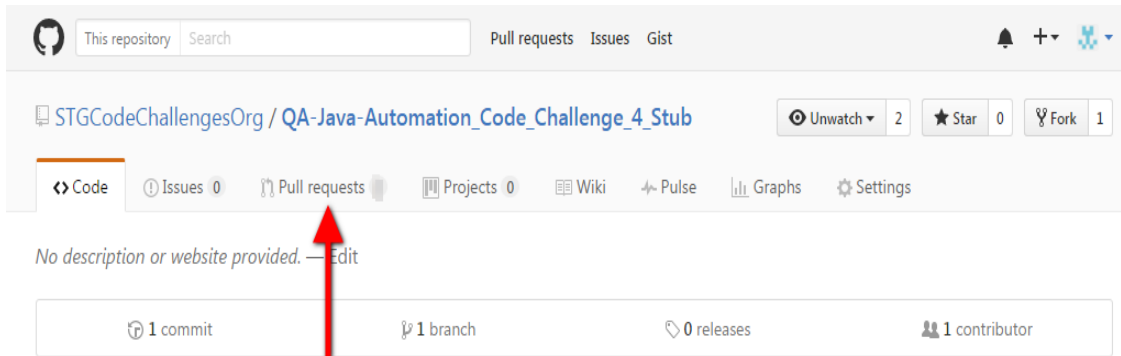 This repository Search Pull requests Issues Gist
STGCodeChallengesOrg / QA-Java-Automation_Code_Challenge_4_Stub Unwatch 2 Star 0 Fork 1
Code Issues 0 Pull requests Projects 0 Wiki Pulse Graphs Settings
No description or website provided. — Edit
1 commit 1 branch 0 releases 1 contributor